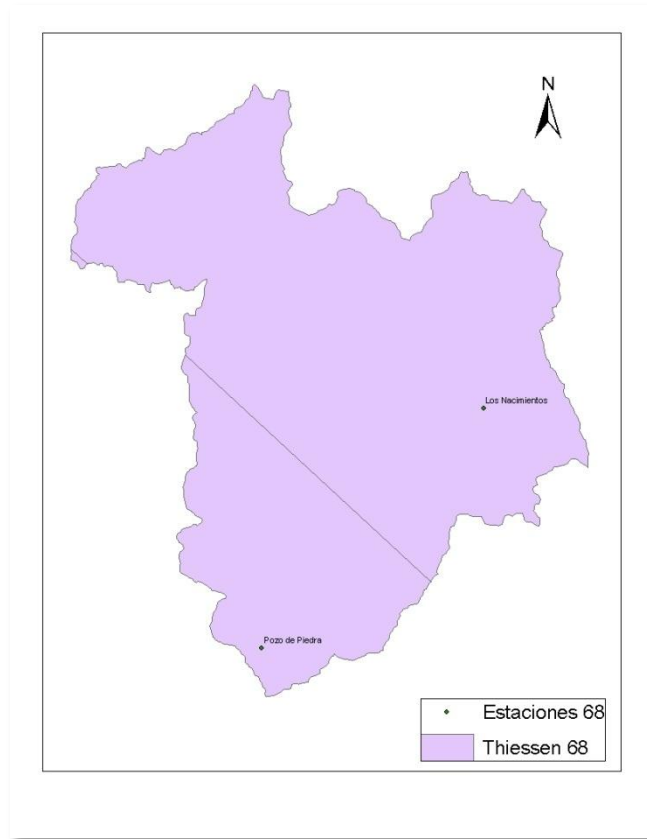 N
Los Nacimientos
Pozo de Piedra
Estaciones 68
Thiessen 68